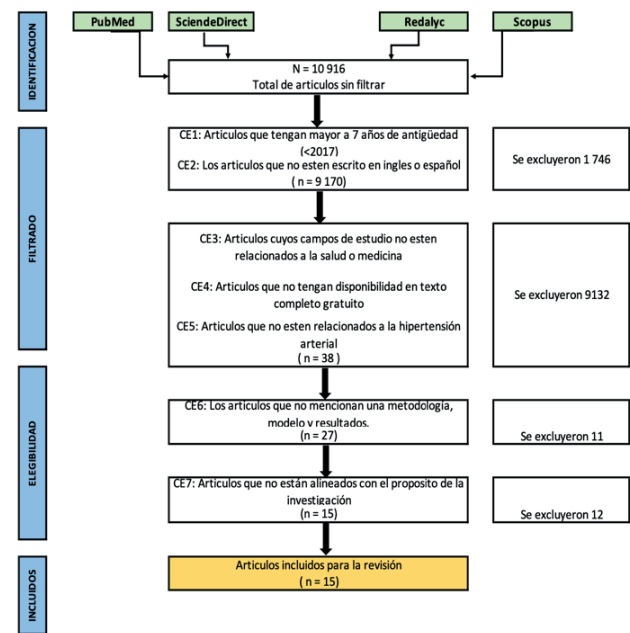 PubMed
SciendeDirect
Redalyc
Scopus
IDENTIFICACION
N = 10 916
Total de articulos sin filtrar
FILTRADO
CE1: Articulos que tengan mayor a 7 años de antigüedad
(<2017)
CE2: Los articulos que no esten escrito en ingles o español
( n = 9 170)
Se excluyeron 1 746
CE3: Articulos cuyos campos de estudio no esten
relacionados a la salud o medicina
CE4: Articulos que no tengan disponibilidad en texto
completo gratuito
CE5: Articulos que no esten relacionados a la hipertensión
arterial
( n = 38 )
Se excluyeron 9132
ELEGIBILIDAD
CE6: Los articulos que no mencionan una metodología,
modelo y resultados.
(n = 27)
Se excluyeron 11
CE7: Articulos que no están alineados con el proposito de la
investigación
( n = 15)
Se excluyeron 12
INCLUIDOS
Articulos incluidos para la revisión
( n = 15)